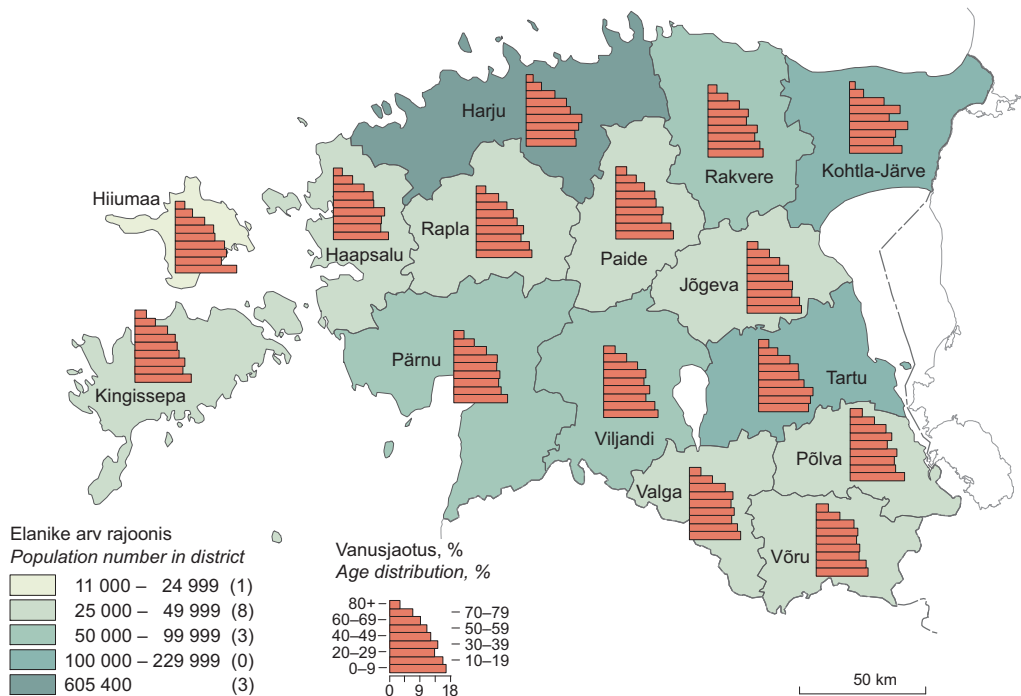 Harju
Rakvere
Kohtla-Järve
Hiiumaa
Haapsalu
Rapla
Paide
Jõgeva
Kingissepa
Pärnu
Viljandi
Tartu
Valga
Põlva
Võru
Elanike arv rajoonis
Population number in district
11 000 – 24 999 (1)
25 000 – 49 999 (8)
50 000 – 99 999 (3)
100 000 – 229 999 (0)
605 400 (3)
Vanusjaotus, %
Age distribution, %
80+
70–79
60–69
50–59
40–49
30–39
20–29
10–19
0–9
0 9 18
50 km